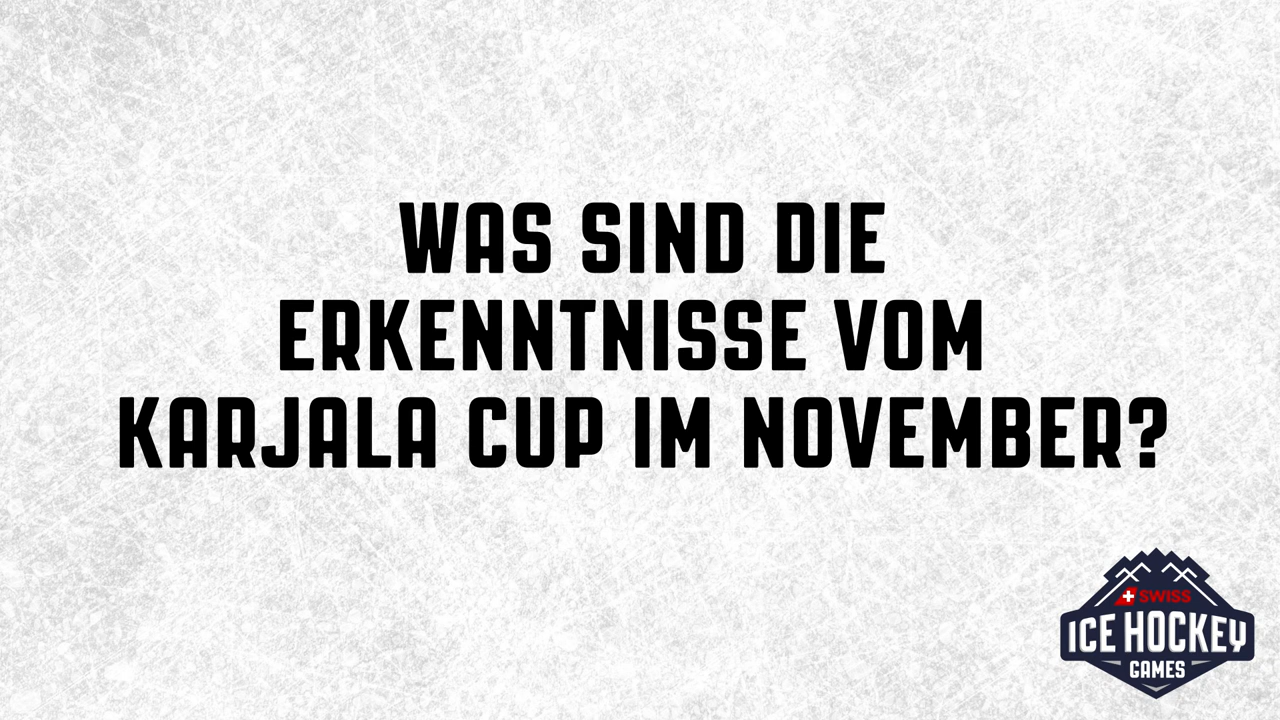 WAS SIND DIE
ERKENNTNISSE VOM
KARJALA CUP IM NOVEMBER?
SWISS
ICE HOCKEY
GAMES